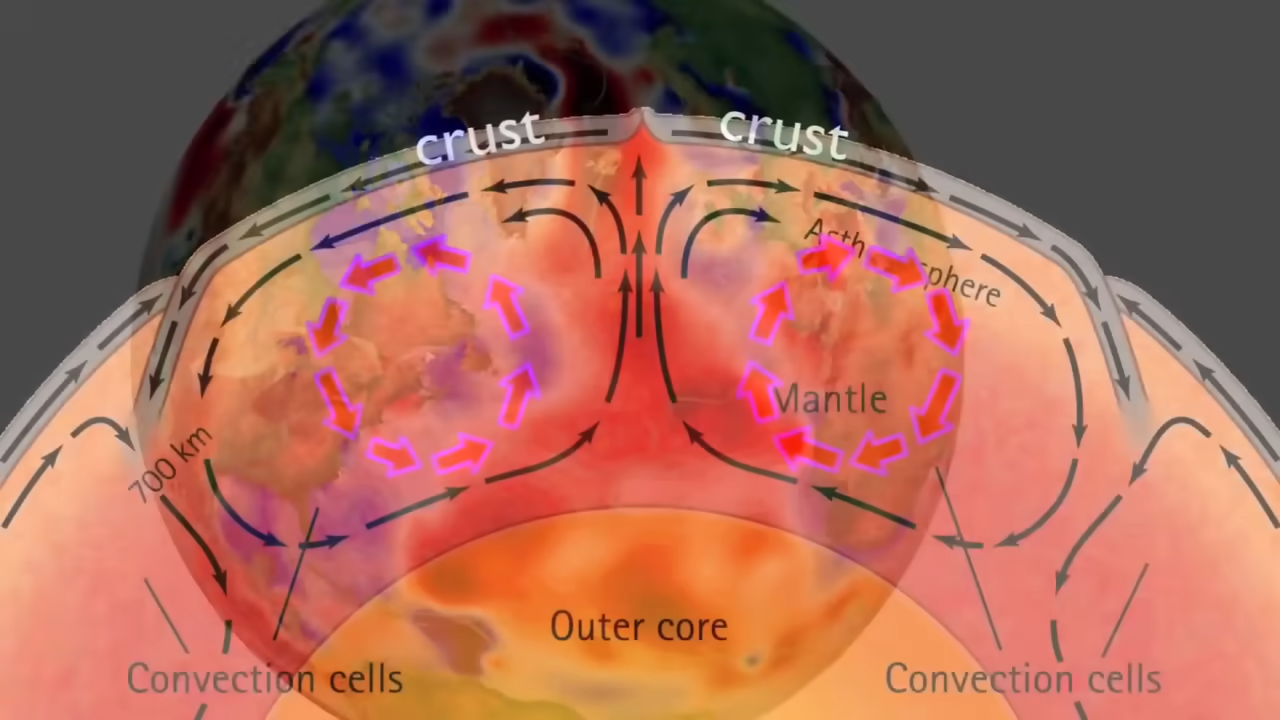 crust
crust
Asthenosphere
Mantle
700 km
Outer core
Convection cells
Convection cells